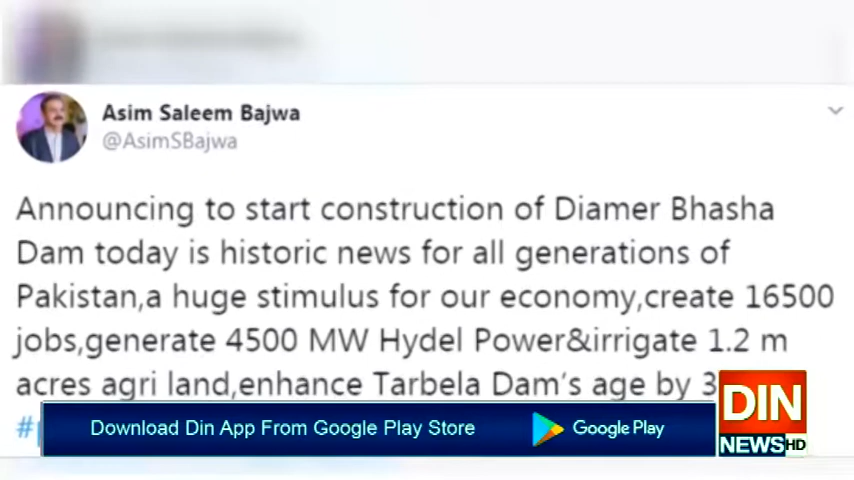 Asim Saleem Bajwa
@AsimSBajwa
Announcing to start construction of Diamer Bhasha
Dam today is historic news for all generations of
Pakistan,a huge stimulus for our economy,create 16500
jobs,generate 4500 MW Hydel Power&irrigate 1.2 m
acres agri land,enhance Tarbela Dam's age by 3
Download Din App From Google Play Store
Google Play
DIN
NEWS HD